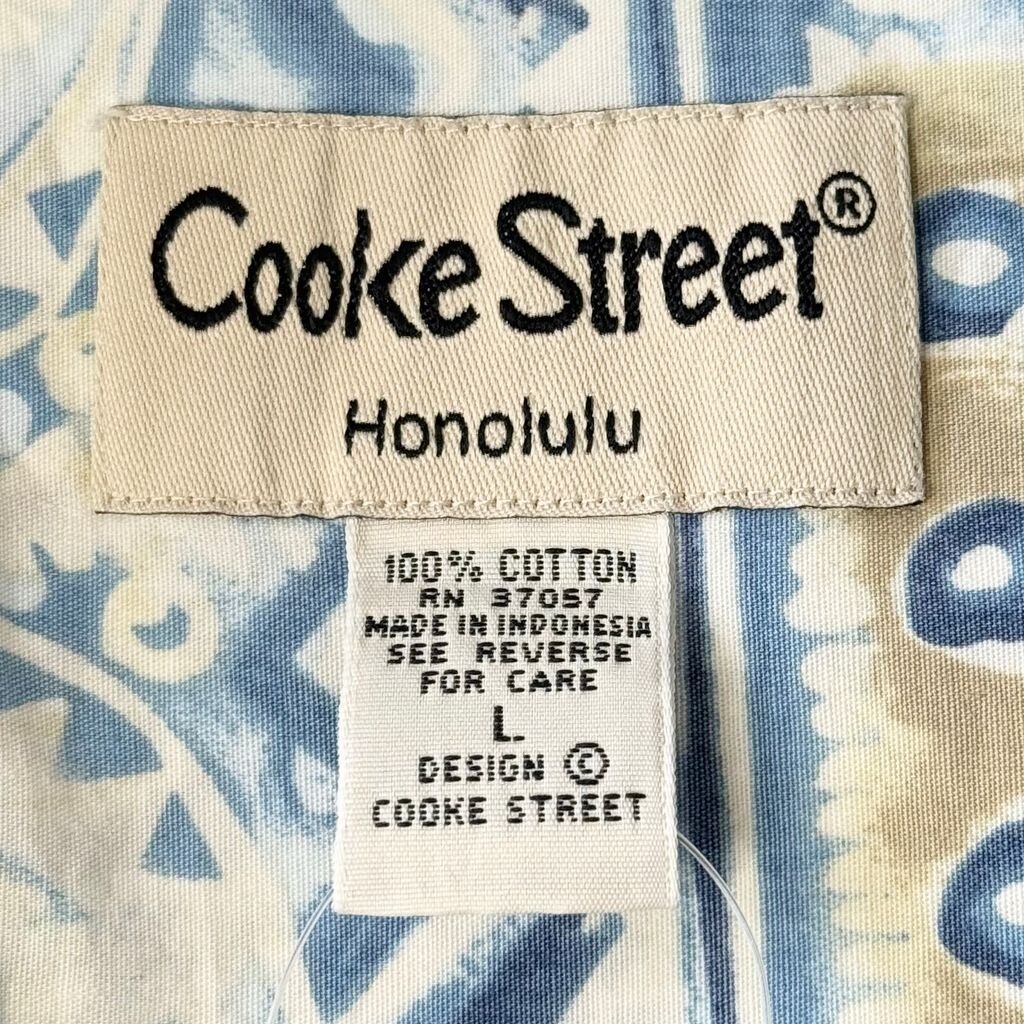 Cooke Street®
Honolulu
100% COTTON
RN 37057
MADE IN INDONESIA
SEE REVERSE
FOR CARE
L
DESIGN ©
COOKE STREET